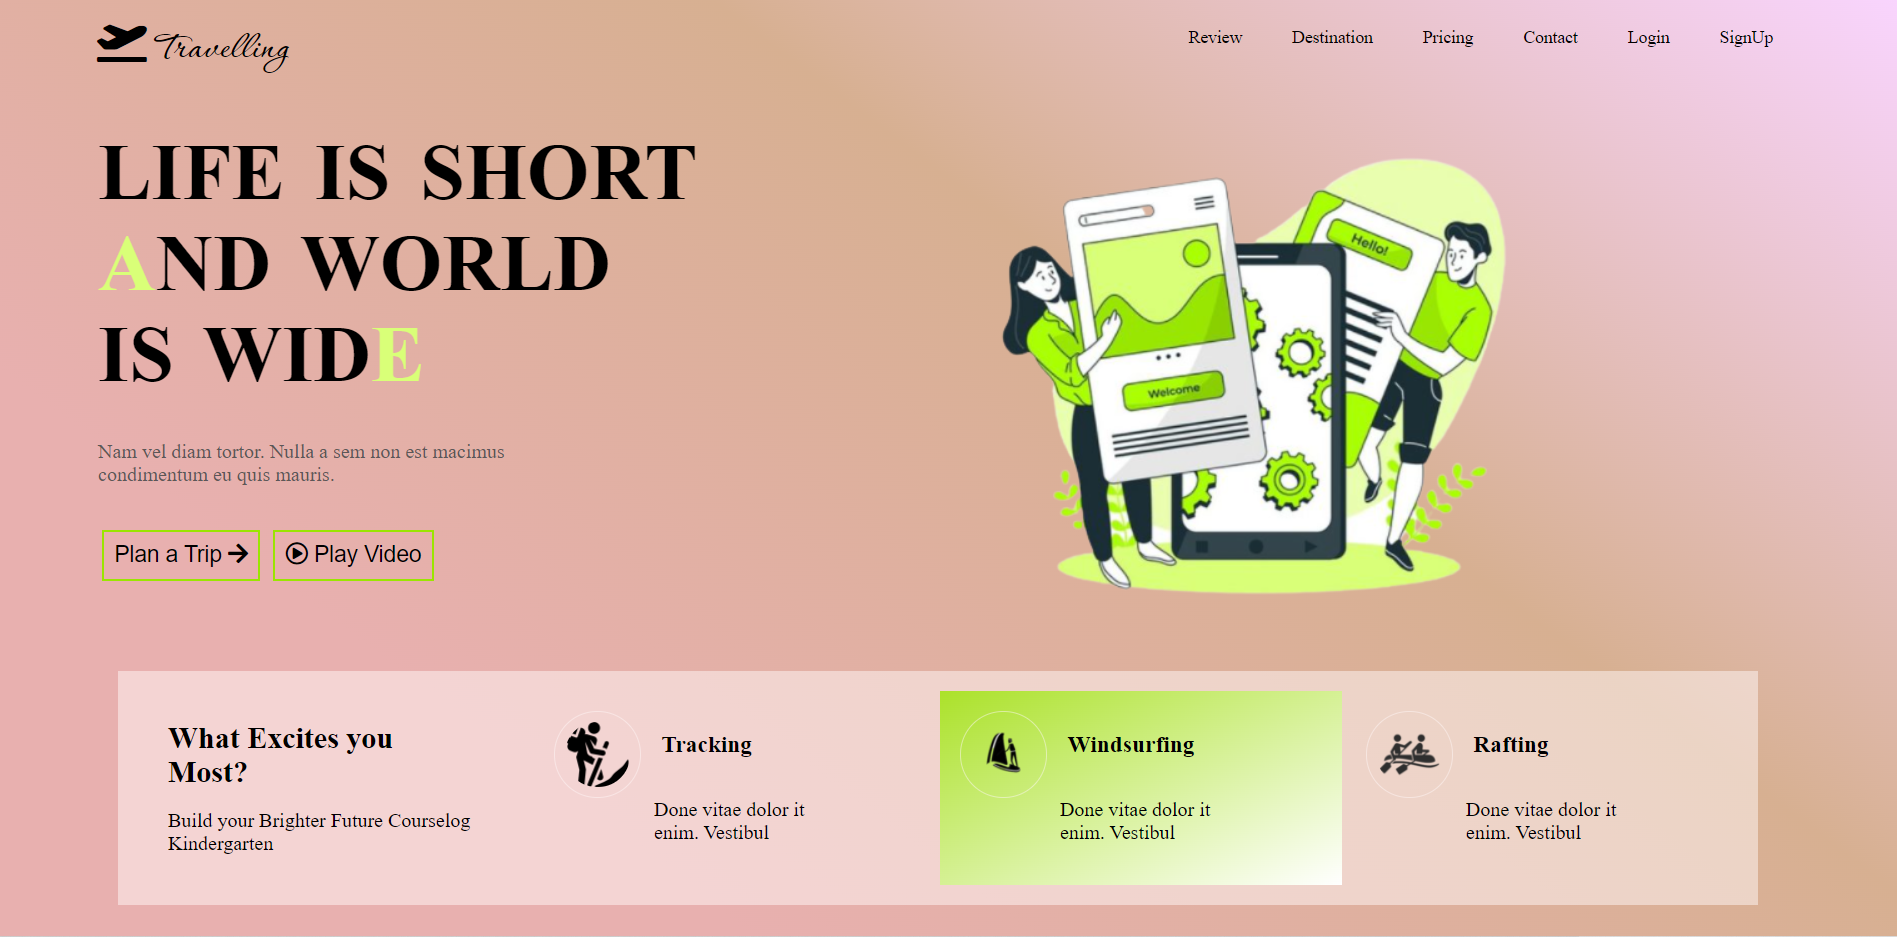 Travelling
Review Destination Pricing Contact Login SignUp
LIFE IS SHORT
AND WORLD
IS WIDE
Nam vel diam tortor. Nulla a sem non est macimus
condimentum eu quis mauris.
Plan a Trip
Play Video
Hello!
Welcome
What Excites you
Most?
Build your Brighter Future Courselog
Kindergarten
Tracking
Done vitae dolor it
enim. Vestibul
Windsurfing
Done vitae dolor it
enim. Vestibul
Rafting
Done vitae dolor it
enim. Vestibul